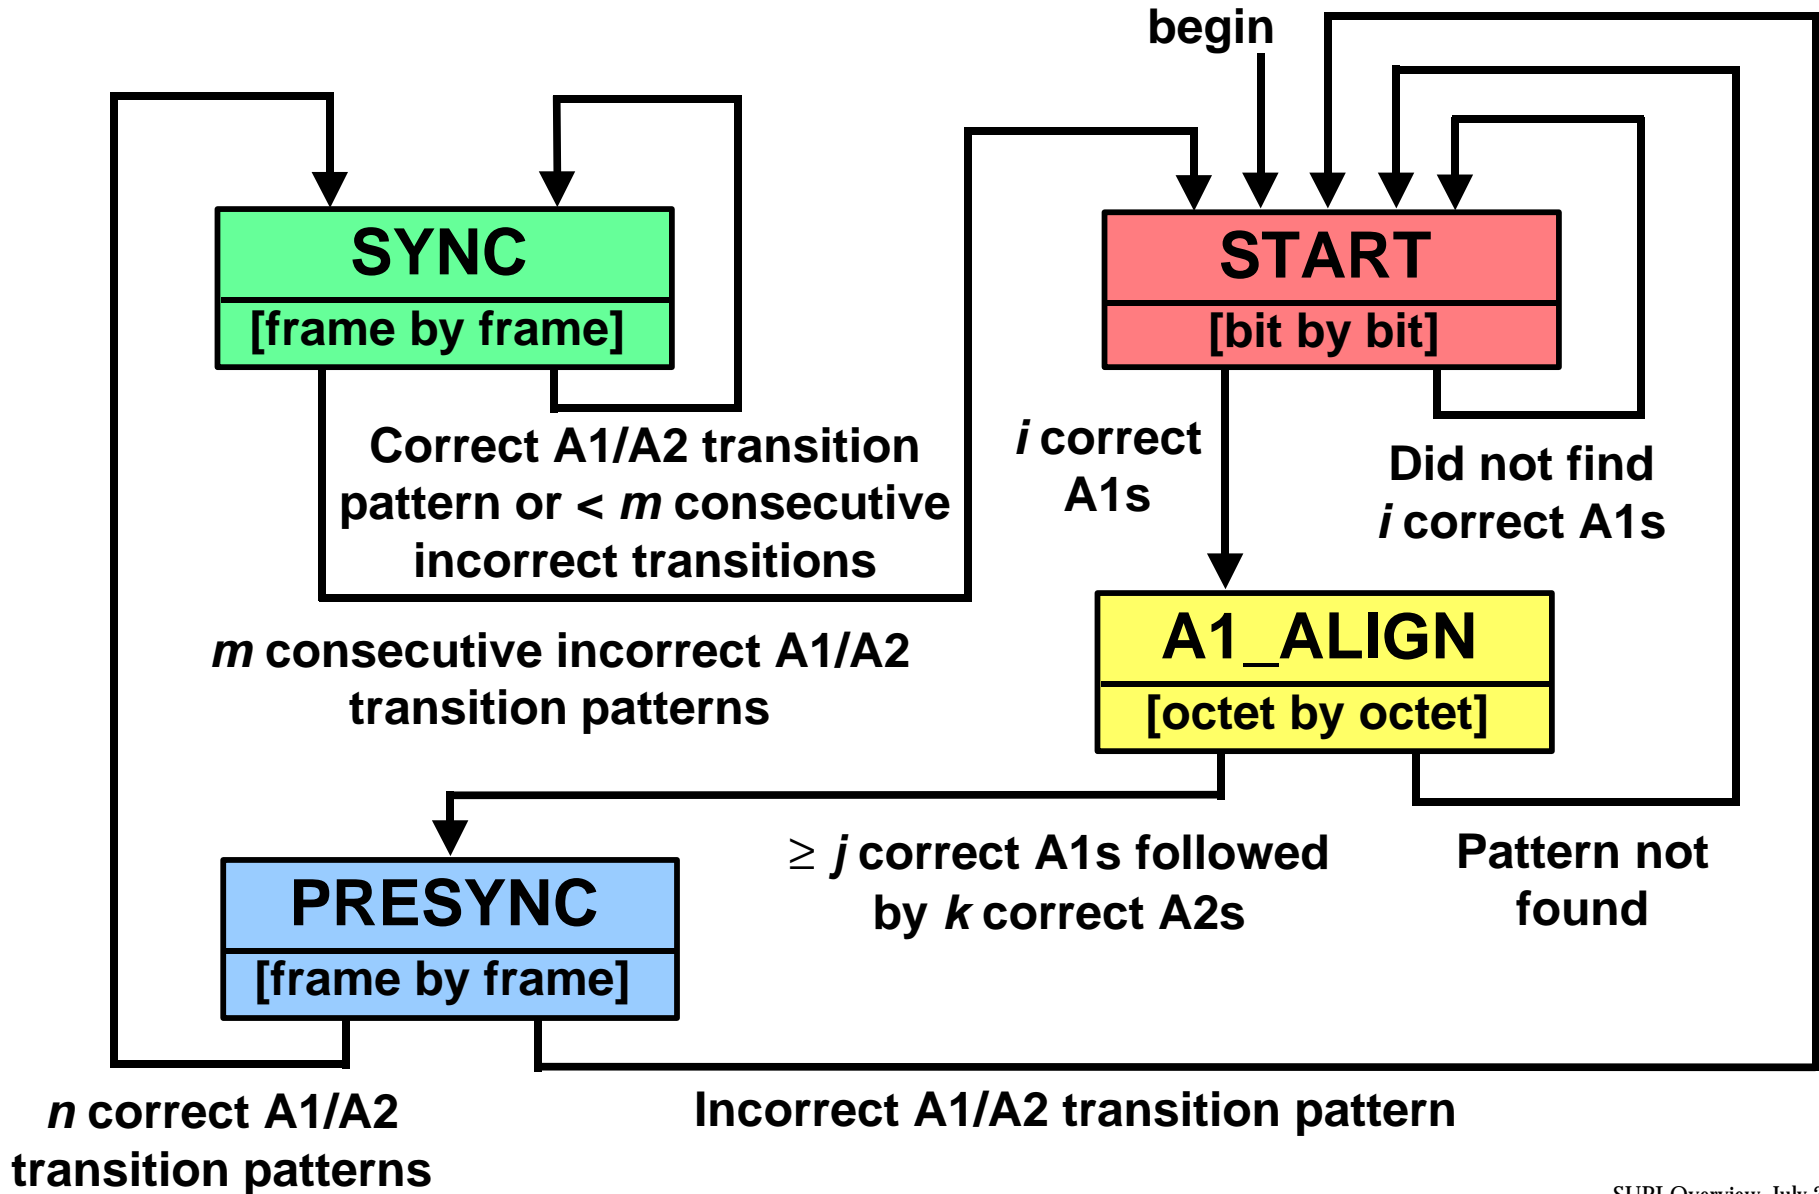 begin
SYNC
[frame by frame]
START
[bit by bit]
Correct A1/A2 transition
pattern or < m consecutive
incorrect transitions
i correct
A1s
Did not find
i correct A1s
m consecutive incorrect A1/A2
transition patterns
A1_ALIGN
[octet by octet]
≥ j correct A1s followed
by k correct A2s
Pattern not
found
PRESYNC
[frame by frame]
n correct A1/A2
transition patterns
Incorrect A1/A2 transition pattern
Overview, July